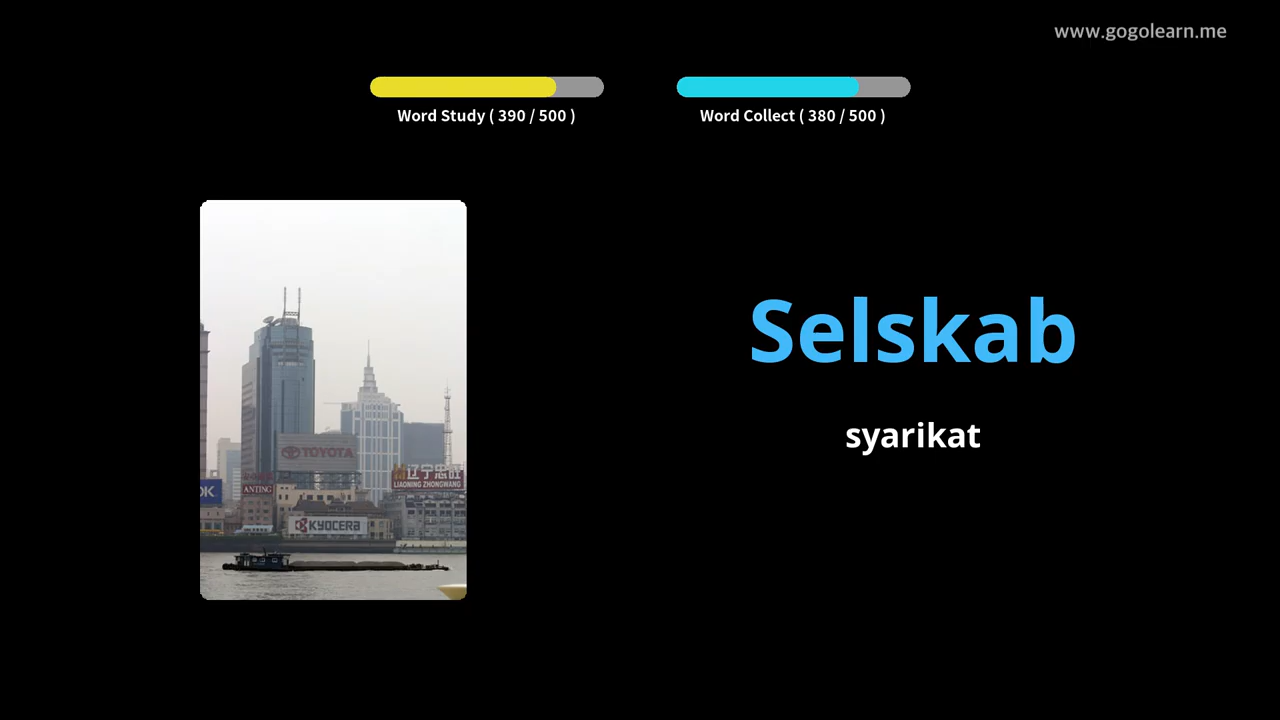 www.gogolearn.me
Word Study ( 390 / 500 )
Word Collect ( 380 / 500 )
Selskab
syarikat
TOYOTA
辽宁忠旺
LIAONING ZHONGWANG
OK
ANTING
KYOCERA